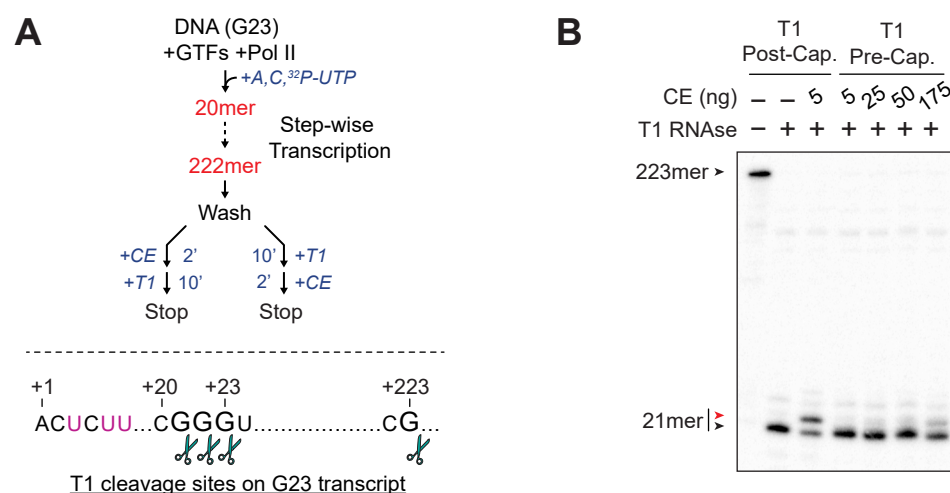 A
DNA (G23)
+GTFs +Pol II
+A,C,³²P-UTP
20mer
Step-wise
Transcription
222mer
Wash
+CE 2’ 10’ +T1
+T1 10’ 2’ +CE
Stop Stop
+1 +20 +23 +223
ACUCUU...CGGGU.....................CG....
T1 cleavage sites on G23 transcript
B
T1 T1
Post-Cap. Pre-Cap.
CE (ng) – – 5 5 25 50 175
T1 RNAse – + + + + + +
223mer
21mer